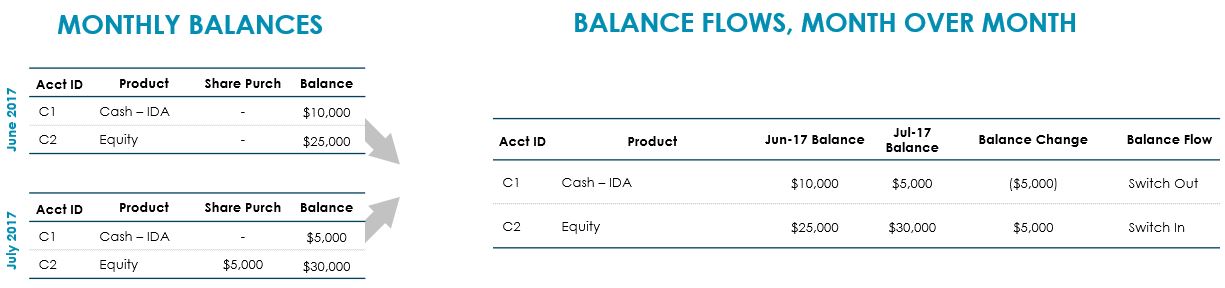 MONTHLY BALANCES
June 2017
Acct ID Product Share Purch Balance
C1 Cash – IDA - $10,000
C2 Equity - $25,000
July 2017
Acct ID Product Share Purch Balance
C1 Cash – IDA - $5,000
C2 Equity $5,000 $30,000
BALANCE FLOWS, MONTH OVER MONTH
Acct ID Product Jun-17 Balance Jul-17 Balance Balance Change Balance Flow
C1 Cash – IDA $10,000 $5,000 ($5,000) Switch Out
C2 Equity $25,000 $30,000 $5,000 Switch In